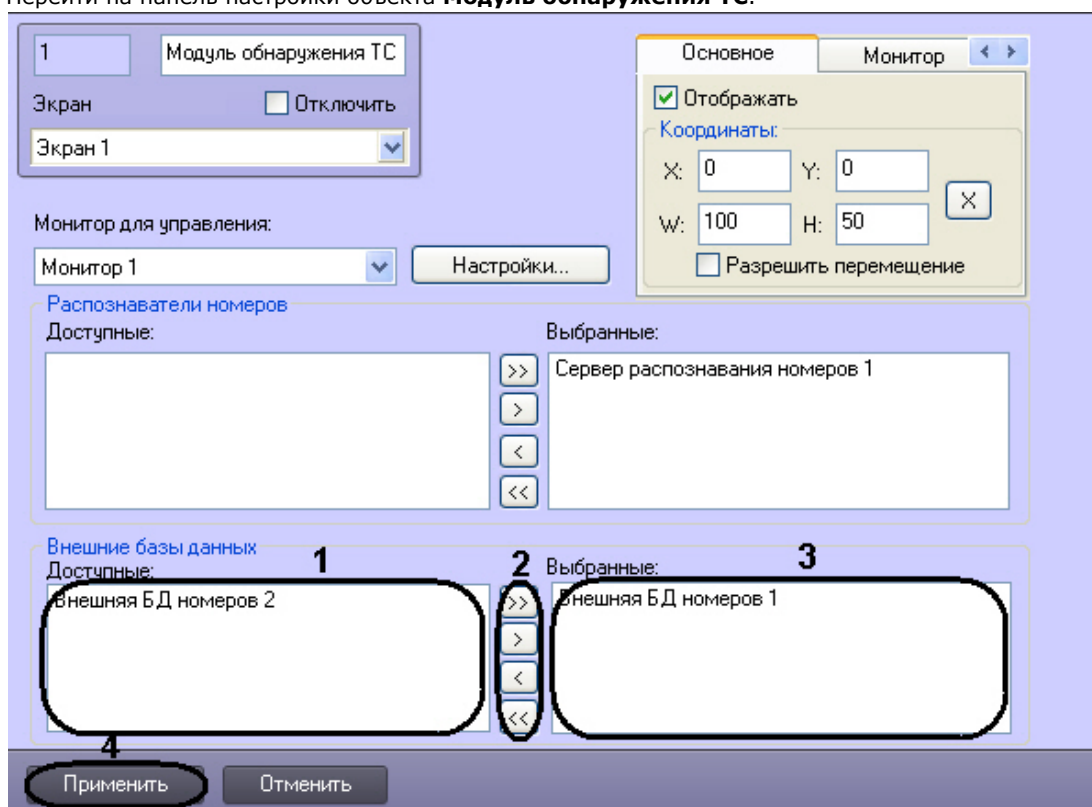 Перейти на панель настройки объекта Модуль обнаружения ТС.
1 Модуль обнаружения ТС
Экран Отключить
Экран 1
Основное Монитор
Отображать
Координаты:
X: 0 Y: 0
X
W: 100 H: 50
Разрешить перемещение
Монитор для управления:
Монитор 1 Настройки...
Распознаватели номеров
Доступные: Выбранные:
>> Сервер распознавания номеров 1
>
<
<<
Внешние базы данных
1 2 3
Доступные: Выбранные:
Внешняя БД номеров 2 >> Внешняя БД номеров 1
>
<
<<
4
Применить Отменить